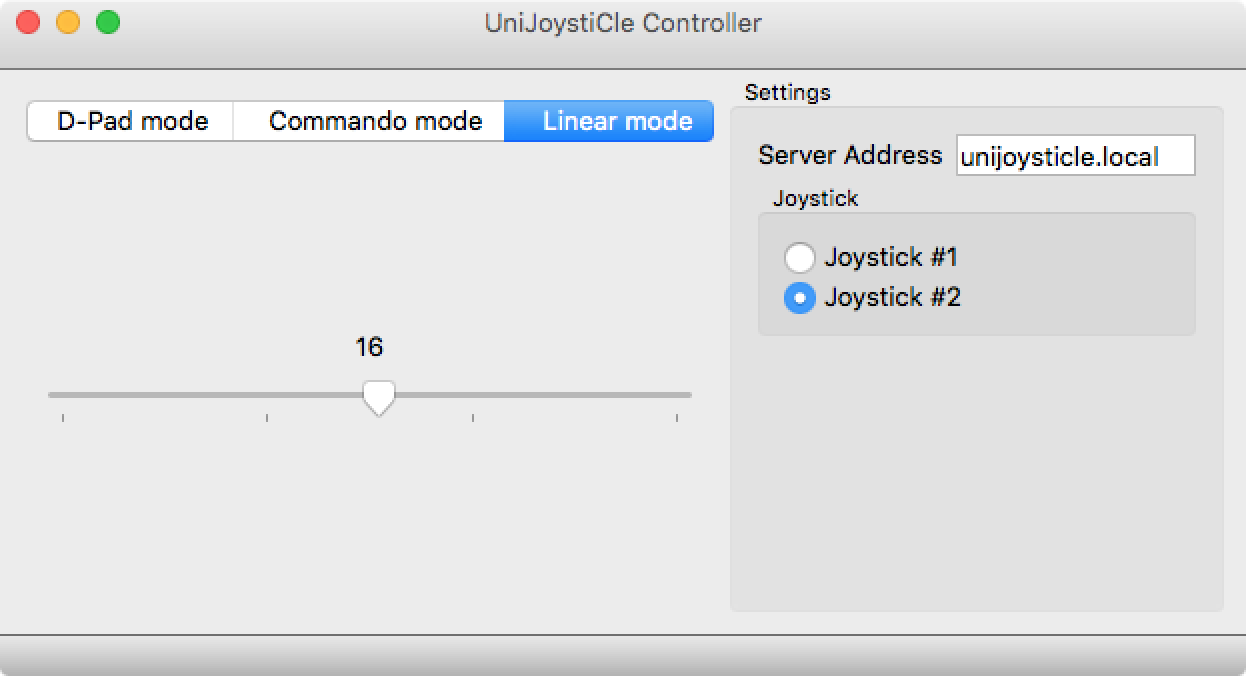 UniJoystiCle Controller
D-Pad mode Commando mode Linear mode
16
Settings
Server Address unijoysticle.local
Joystick
Joystick #1
Joystick #2